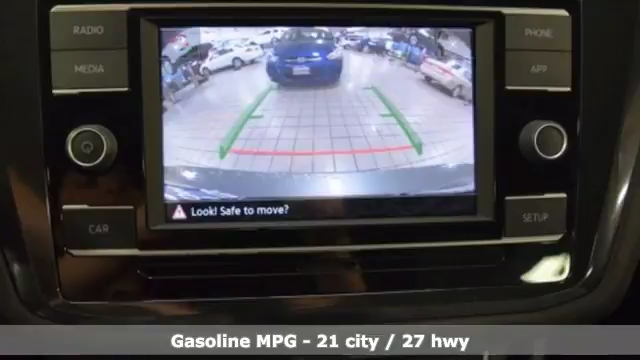 RADIO
PHONE
MEDIA
APP
CAR
SETUP
Look! Safe to move?
Gasoline MPG - 21 city / 27 hwy